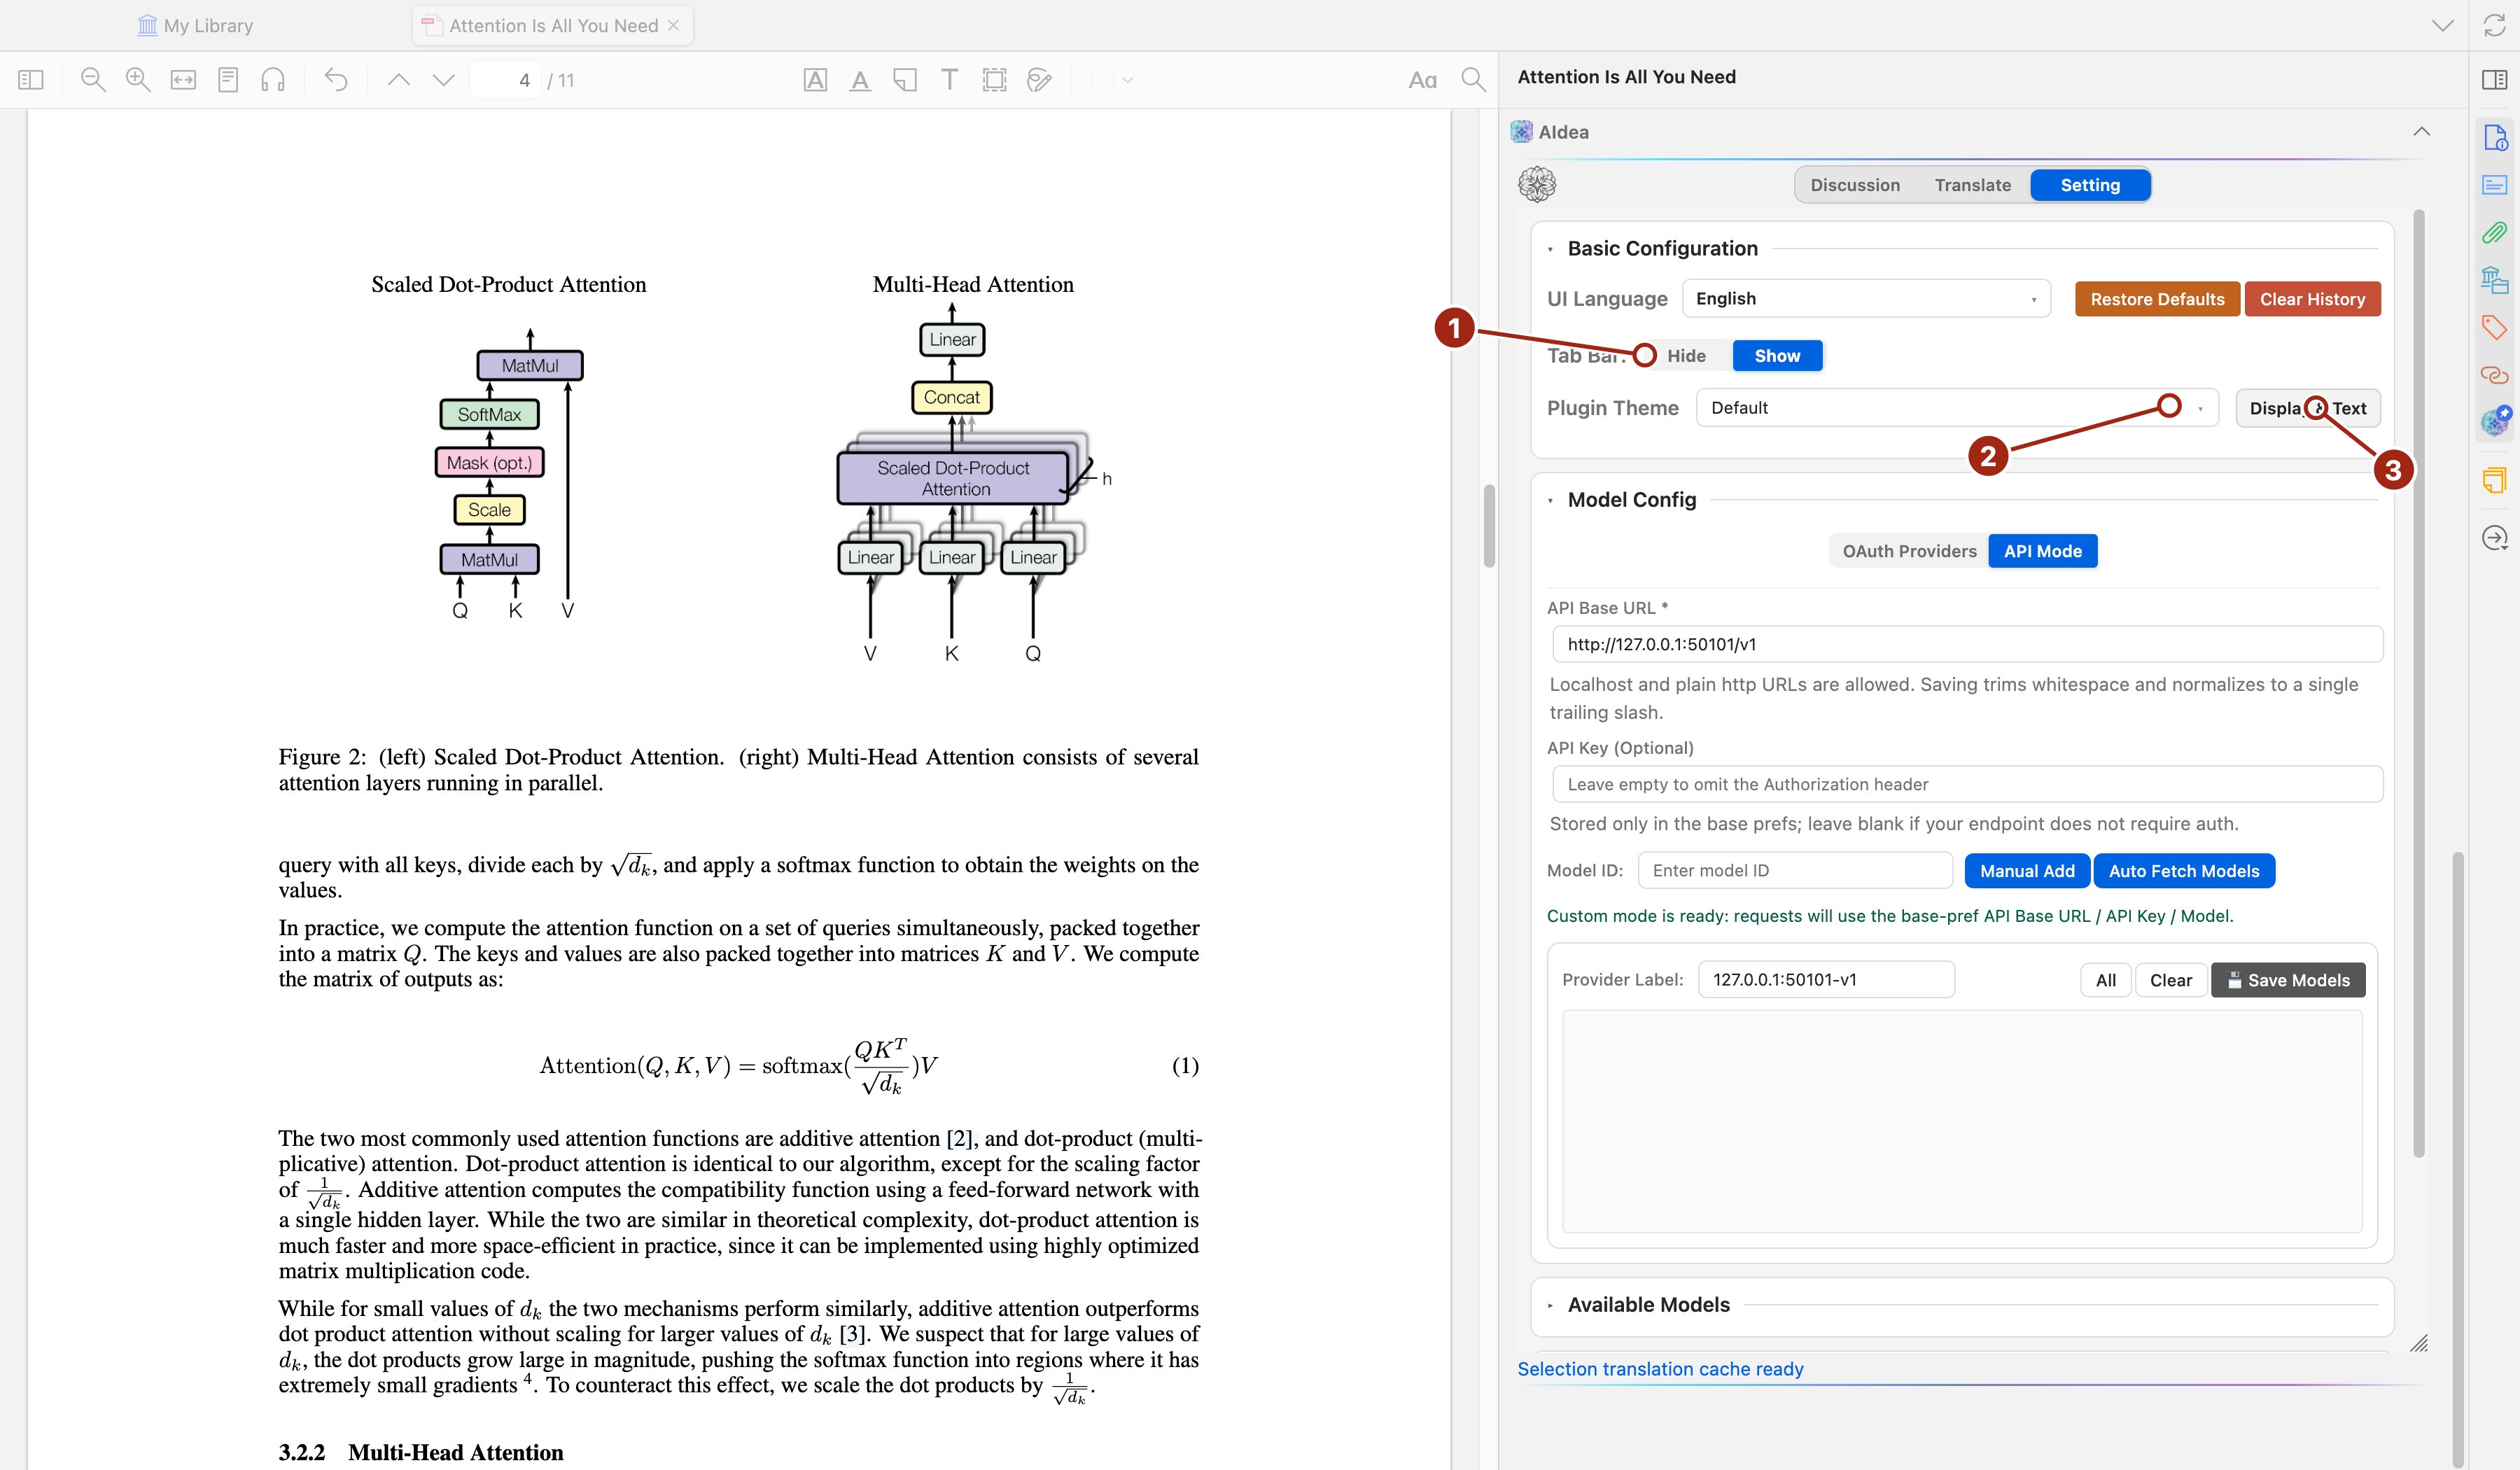 My Library
Attention Is All You Need
4 / 11
Aa
Attention Is All You Need
AIdea
Discussion Translate Setting
Basic Configuration
UI Language English Restore Defaults Clear History
1
Tab Bar: Hide Show
Plugin Theme Default Display & Text
2
3
Model Config
OAuth Providers API Mode
API Base URL *
http://127.0.0.1:50101/v1
Localhost and plain http URLs are allowed. Saving trims whitespace and normalizes to a single
trailing slash.
API Key (Optional)
Leave empty to omit the Authorization header
Stored only in the base prefs; leave blank if your endpoint does not require auth.
Model ID: Enter model ID Manual Add Auto Fetch Models
Custom mode is ready: requests will use the base-pref API Base URL / API Key / Model.
Provider Label: 127.0.0.1:50101-v1 All Clear Save Models
Available Models
Selection translation cache ready
Scaled Dot-Product Attention
MatMul
SoftMax
Mask (opt.)
Scale
MatMul
Q K V
Multi-Head Attention
Linear
Concat
Scaled Dot-Product
Attention
h
Linear Linear Linear
V K Q
Figure 2: (left) Scaled Dot-Product Attention. (right) Multi-Head Attention consists of several
attention layers running in parallel.
query with all keys, divide each by √dk, and apply a softmax function to obtain the weights on the
values.
In practice, we compute the attention function on a set of queries simultaneously, packed together
into a matrix Q. The keys and values are also packed together into matrices K and V. We compute
the matrix of outputs as:
Attention(Q, K, V) = softmax(QK^T/√dk)V (1)
The two most commonly used attention functions are additive attention [2], and dot-product (multi-
plicative) attention. Dot-product attention is identical to our algorithm, except for the scaling factor
of 1/√dk. Additive attention computes the compatibility function using a feed-forward network with
a single hidden layer. While the two are similar in theoretical complexity, dot-product attention is
much faster and more space-efficient in practice, since it can be implemented using highly optimized
matrix multiplication code.
While for small values of dk the two mechanisms perform similarly, additive attention outperforms
dot product attention without scaling for larger values of dk [3]. We suspect that for large values of
dk, the dot products grow large in magnitude, pushing the softmax function into regions where it has
extremely small gradients 4. To counteract this effect, we scale the dot products by 1/√dk.
3.2.2 Multi-Head Attention